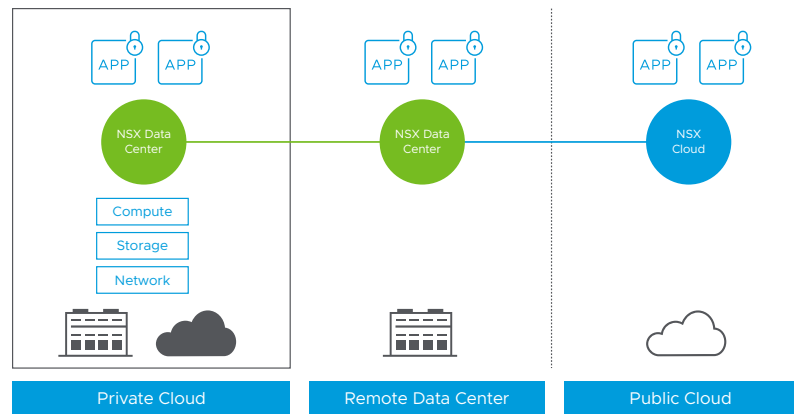 APP
APP
APP
APP
APP
APP
NSX Data
Center
NSX Data
Center
NSX
Cloud
Compute
Storage
Network
Private Cloud
Remote Data Center
Public Cloud